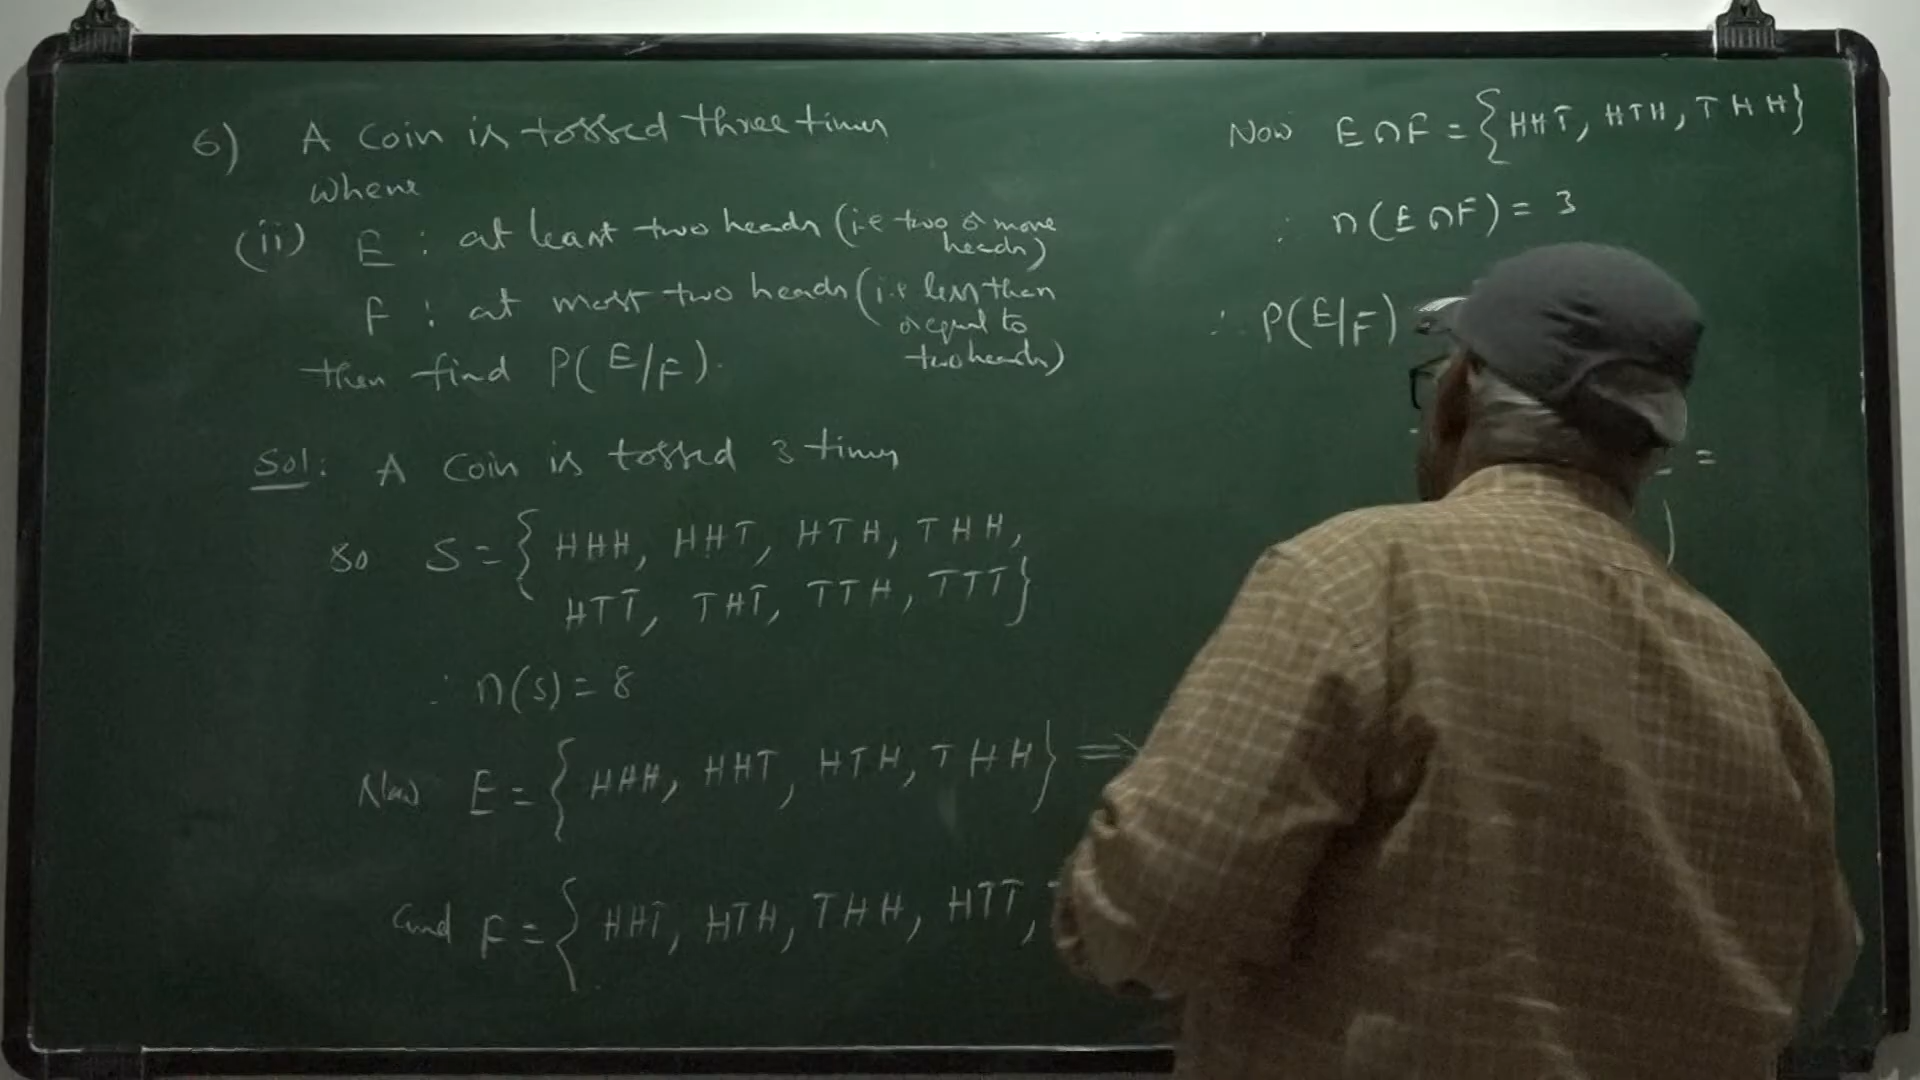 6) A Coin is tossed three times
where
(ii) E : at least two heads (i.e two or more
heads)
F : at most two heads (i.e less than
or equal to
two heads)
then find P(E/F).
Sol: A Coin is tossed 3 times
So S = { HHH, HHT, HTH, THH,
HTT, THT, TTH, TTT}
∴ n(S) = 8
Now E = { HHH, HHT, HTH, THH} ⇒
and F = { HHT, HTH, THH, HTT,
Now E∩F = {HHT, HTH, THH}
∴ n(E∩F) = 3
∴ P(E/F)
=
)